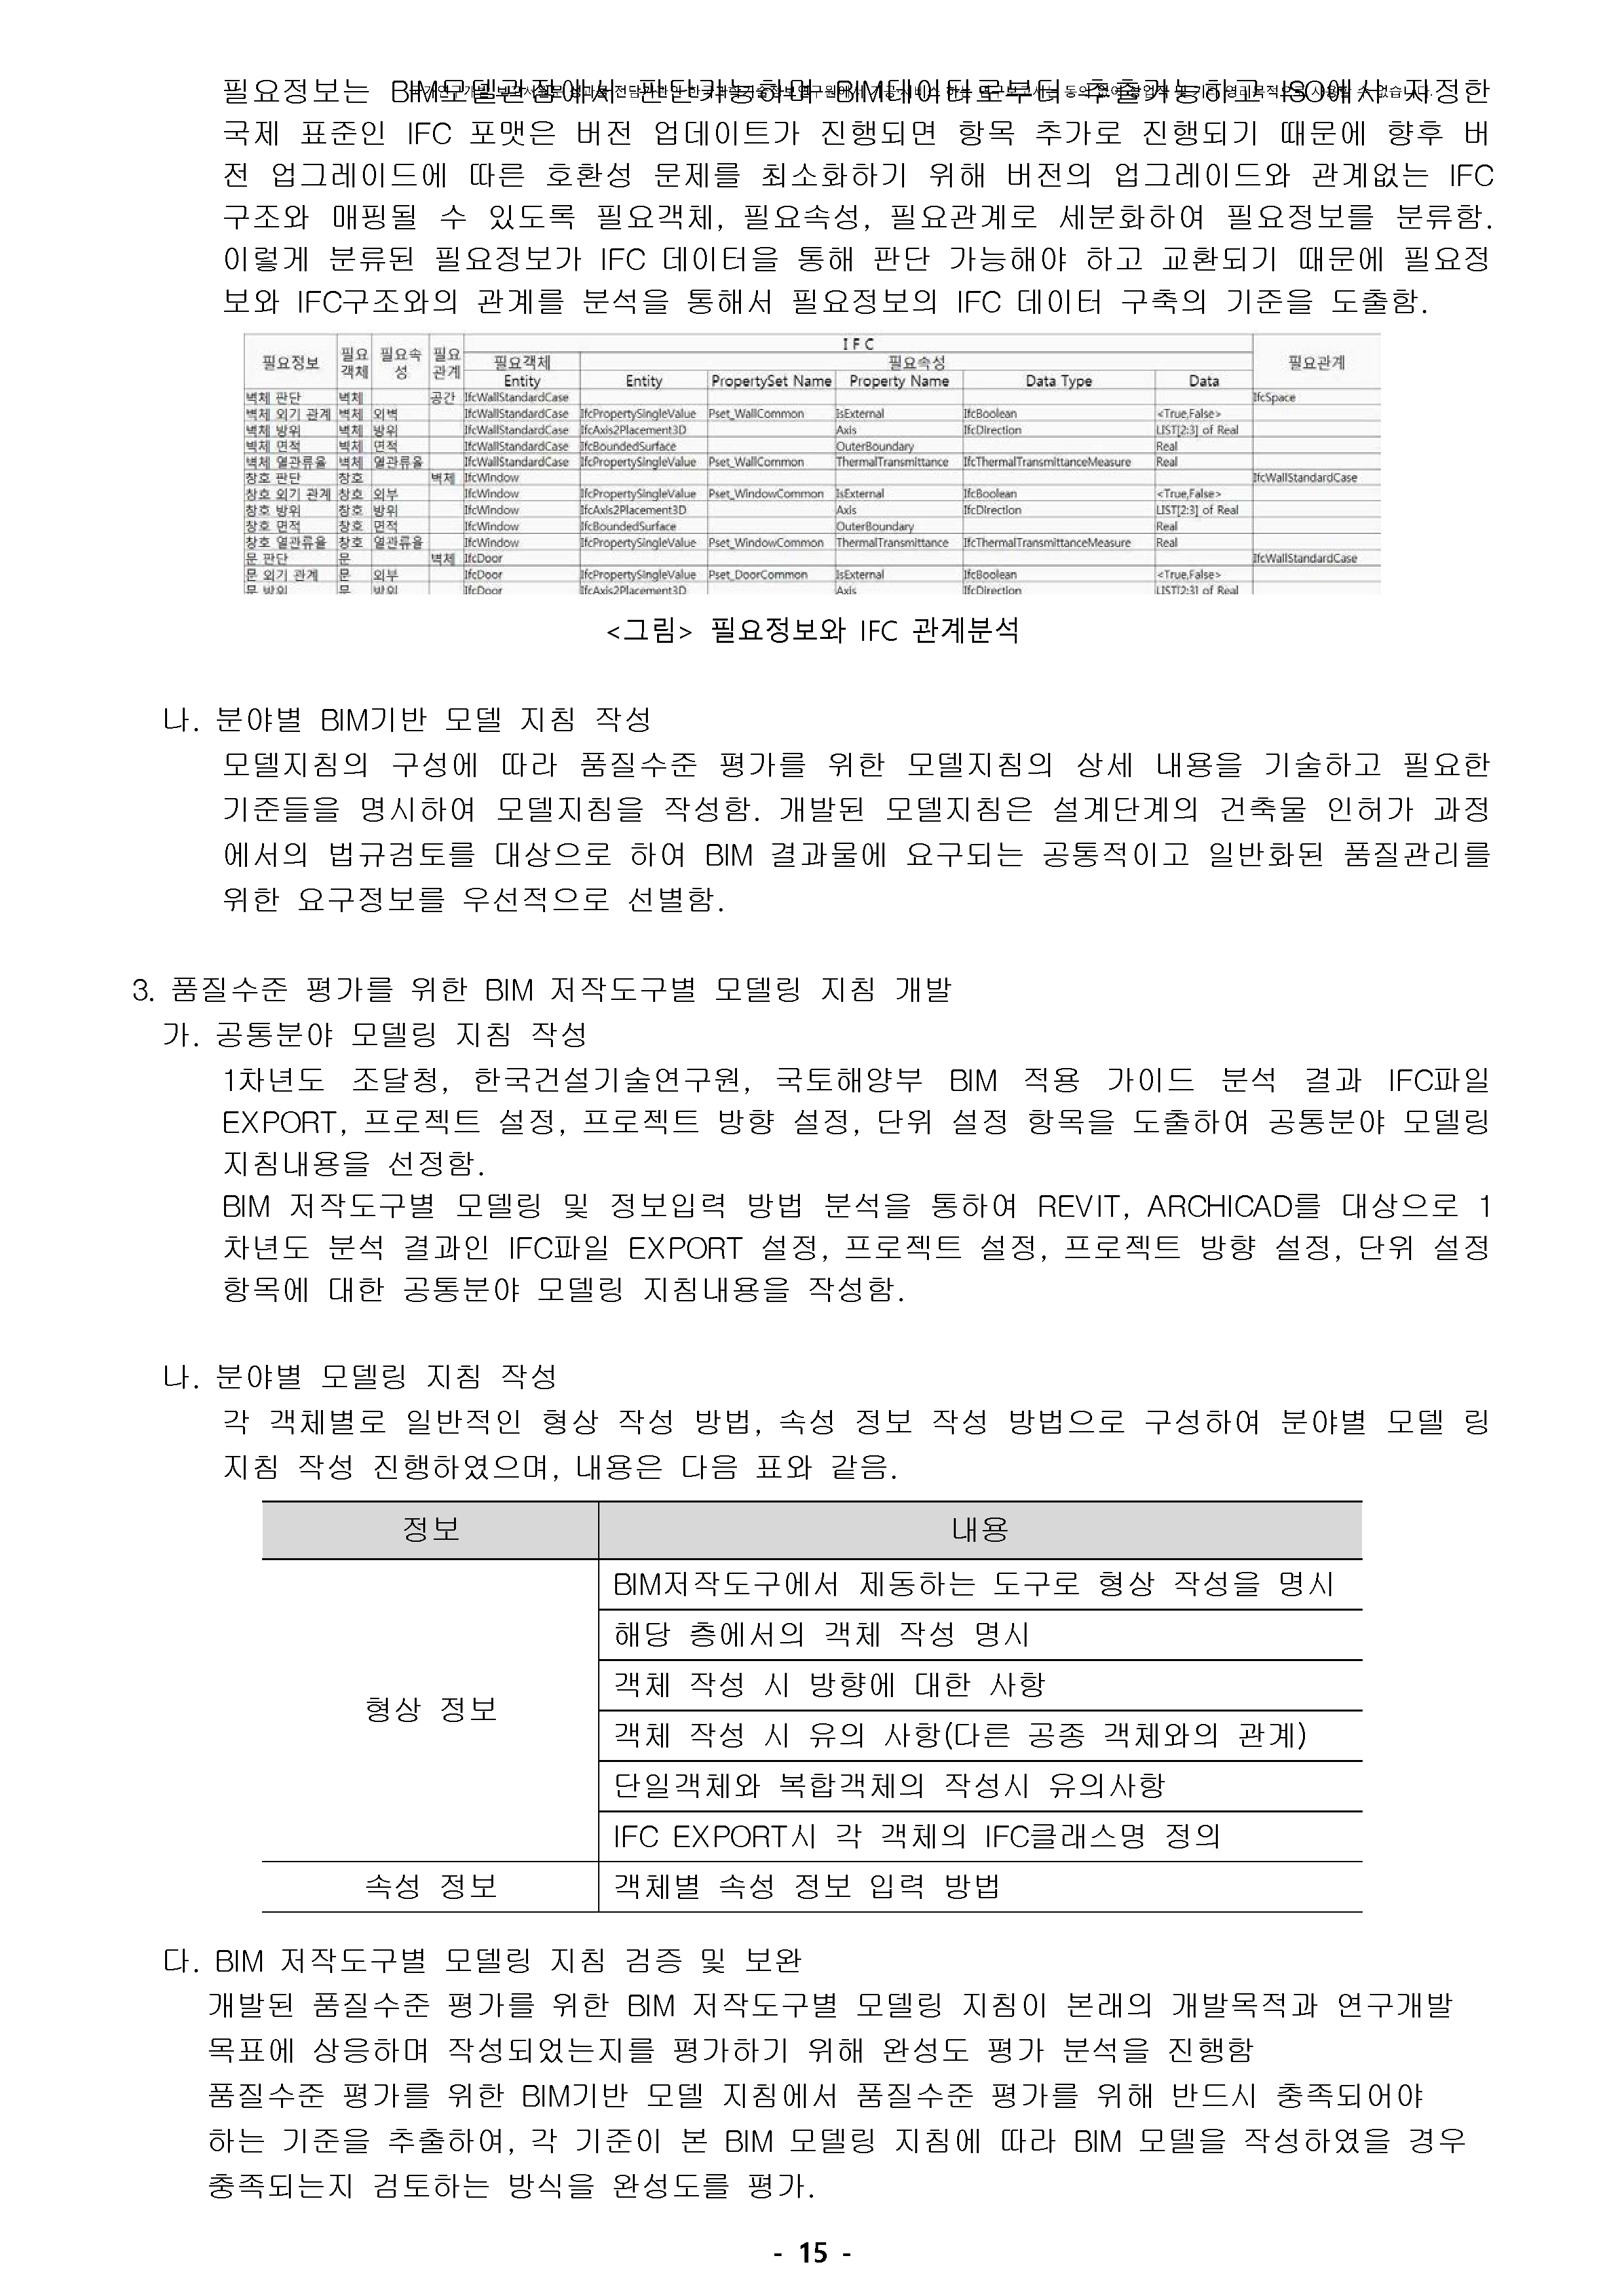 필요정보는 BIM모델관점에서 판단가능하며 BIM데이터로부터 추출가능하고 ISO에서 지정한
국제 표준인 IFC 포맷은 버전 업데이트가 진행되면 항목 추가로 진행되기 때문에 향후 버
전 업그레이드에 따른 호환성 문제를 최소화하기 위해 버전의 업그레이드와 관계없는 IFC
구조와 매핑될 수 있도록 필요객체, 필요속성, 필요관계로 세분화하여 필요정보를 분류함.
이렇게 분류된 필요정보가 IFC 데이터을 통해 판단 가능해야 하고 교환되기 때문에 필요정
보와 IFC구조와의 관계를 분석을 통해서 필요정보의 IFC 데이터 구축의 기준을 도출함.
필요정보 필요객체 필요속성 필요관계 IFC 필요관계
필요객체 필요속성
Entity Entity PropertySet Name Property Name Data Type Data
벽체 판단 벽체 공간 IfcWallStandardCase IfcSpace
벽체 외기 관계 벽체 외벽 IfcWallStandardCase IfcPropertySingleValue Pset_WallCommon IsExternal IfcBoolean <True,False>
벽체 방위 벽체 방위 IfcWallStandardCase IfcAxis2Placement3D Axis IfcDirection LIST[2:3] of Real
벽체 면적 벽체 면적 IfcWallStandardCase IfcBoundedSurface OuterBoundary Real
벽체 열관류율 벽체 열관류율 IfcWallStandardCase IfcPropertySingleValue Pset_WallCommon ThermalTransmittance IfcThermalTransmittanceMeasure Real
창호 판단 창호 벽체 IfcWindow IfcWallStandardCase
창호 외기 관계 창호 외부 IfcWindow IfcPropertySingleValue Pset_WindowCommon IsExternal IfcBoolean <True,False>
창호 방위 창호 방위 IfcWindow IfcAxis2Placement3D Axis IfcDirection LIST[2:3] of Real
창호 면적 창호 면적 IfcWindow IfcBoundedSurface OuterBoundary Real
창호 열관류율 창호 열관류율 IfcWindow IfcPropertySingleValue Pset_WindowCommon ThermalTransmittance IfcThermalTransmittanceMeasure Real
문 판단 문 벽체 IfcDoor IfcWallStandardCase
문 외기 관계 문 외부 IfcDoor IfcPropertySingleValue Pset_DoorCommon IsExternal IfcBoolean <True,False>
문 방위 문 방위 IfcDoor IfcAxis2Placement3D Axis IfcDirection LIST[2:3] of Real
<그림> 필요정보와 IFC 관계분석
나. 분야별 BIM기반 모델 지침 작성
모델지침의 구성에 따라 품질수준 평가를 위한 모델지침의 상세 내용을 기술하고 필요한
기준들을 명시하여 모델지침을 작성함. 개발된 모델지침은 설계단계의 건축물 인허가 과정
에서의 법규검토를 대상으로 하여 BIM 결과물에 요구되는 공통적이고 일반화된 품질관리를
위한 요구정보를 우선적으로 선별함.
3. 품질수준 평가를 위한 BIM 저작도구별 모델링 지침 개발
가. 공통분야 모델링 지침 작성
1차년도 조달청, 한국건설기술연구원, 국토해양부 BIM 적용 가이드 분석 결과 IFC파일
EXPORT, 프로젝트 설정, 프로젝트 방향 설정, 단위 설정 항목을 도출하여 공통분야 모델링
지침내용을 선정함.
BIM 저작도구별 모델링 및 정보입력 방법 분석을 통하여 REVIT, ARCHICAD를 대상으로 1
차년도 분석 결과인 IFC파일 EXPORT 설정, 프로젝트 설정, 프로젝트 방향 설정, 단위 설정
항목에 대한 공통분야 모델링 지침내용을 작성함.
나. 분야별 모델링 지침 작성
각 객체별로 일반적인 형상 작성 방법, 속성 정보 작성 방법으로 구성하여 분야별 모델 링
지침 작성 진행하였으며, 내용은 다음 표와 같음.
정보 내용
BIM저작도구에서 제동하는 도구로 형상 작성을 명시
해당 층에서의 객체 작성 명시
객체 작성 시 방향에 대한 사항
형상 정보
객체 작성 시 유의 사항(다른 공종 객체와의 관계)
단일객체와 복합객체의 작성시 유의사항
IFC EXPORT시 각 객체의 IFC클래스명 정의
속성 정보 객체별 속성 정보 입력 방법
다. BIM 저작도구별 모델링 지침 검증 및 보완
개발된 품질수준 평가를 위한 BIM 저작도구별 모델링 지침이 본래의 개발목적과 연구개발
목표에 상응하며 작성되었는지를 평가하기 위해 완성도 평가 분석을 진행함
품질수준 평가를 위한 BIM기반 모델 지침에서 품질수준 평가를 위해 반드시 충족되어야
하는 기준을 추출하여, 각 기준이 본 BIM 모델링 지침에 따라 BIM 모델을 작성하였을 경우
충족되는지 검토하는 방식을 완성도를 평가.
- 15 -